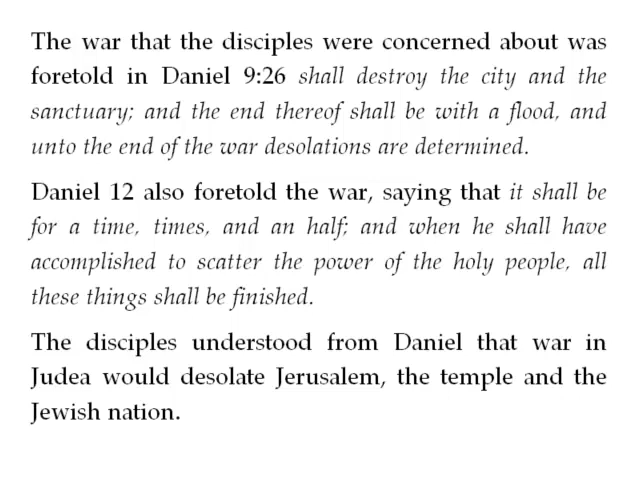 The war that the disciples were concerned about was
foretold in Daniel 9:26 shall destroy the city and the
sanctuary; and the end thereof shall be with a flood, and
unto the end of the war desolations are determined.
Daniel 12 also foretold the war, saying that it shall be
for a time, times, and an half; and when he shall have
accomplished to scatter the power of the holy people, all
these things shall be finished.
The disciples understood from Daniel that war in
Judea would desolate Jerusalem, the temple and the
Jewish nation.